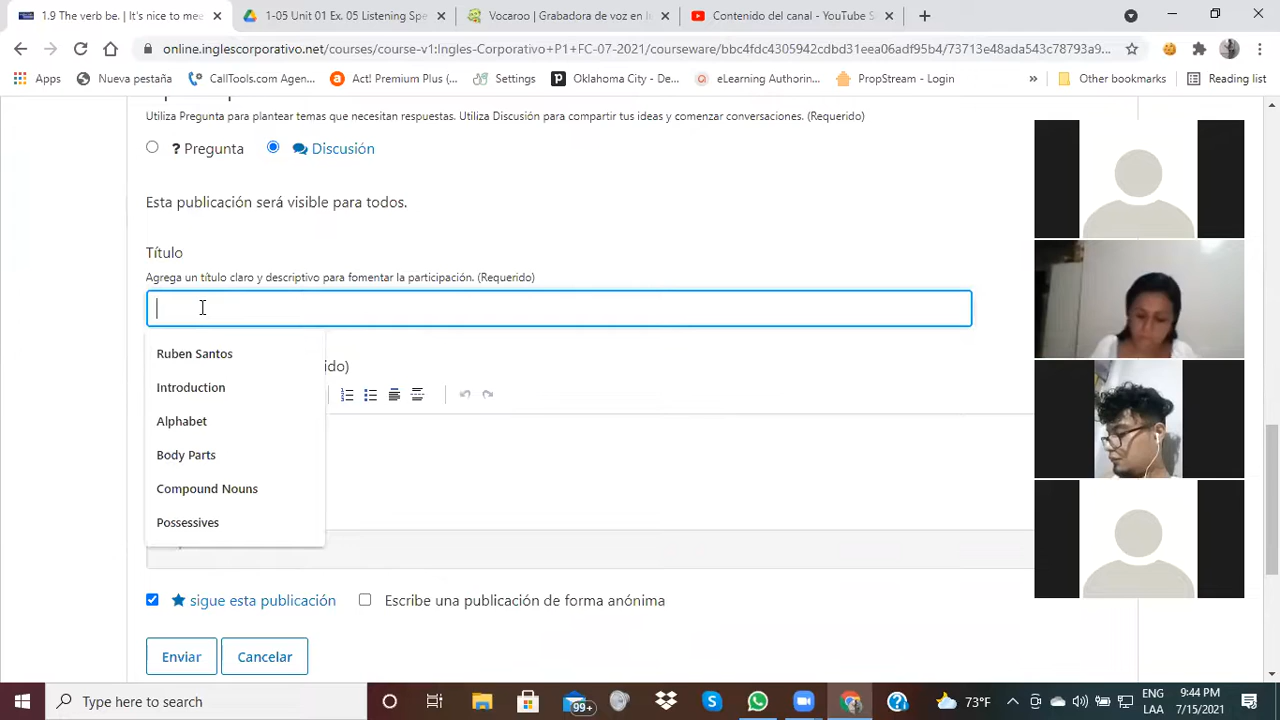 1.9 The verb be. | It's nice to mee
1-05 Unit 01 Ex. 05 Listening Sp
Vocaroo | Grabadora de voz en l
Contenido del canal - YouTube S
online.inglescorporativo.net/courses/course-v1:Ingles-Corporativo+P1+FC-07-2021/courseware/bbc4fdc4305942cdbd31eea06adf95b4/73713e48ada543c78793a9...
Apps
Nueva pestaña
CallTools.com Agen...
Act! Premium Plus (...
Settings
Oklahoma City - De...
eLearning Authorin...
PropStream - Login
»
Other bookmarks
Reading list
Utiliza Pregunta para plantear temas que necesitan respuestas. Utiliza Discusión para compartir tus ideas y comenzar conversaciones. (Requerido)
? Pregunta
Discusión
Esta publicación será visible para todos.
Título
Agrega un título claro y descriptivo para fomentar la participación. (Requerido)
Ruben Santos
ido)
Introduction
Alphabet
Body Parts
Compound Nouns
Possessives
sigue esta publicación
Escribe una publicación de forma anónima
Enviar
Cancelar
Type here to search
99+
73°F
ENG
LAA
9:44 PM
7/15/2021